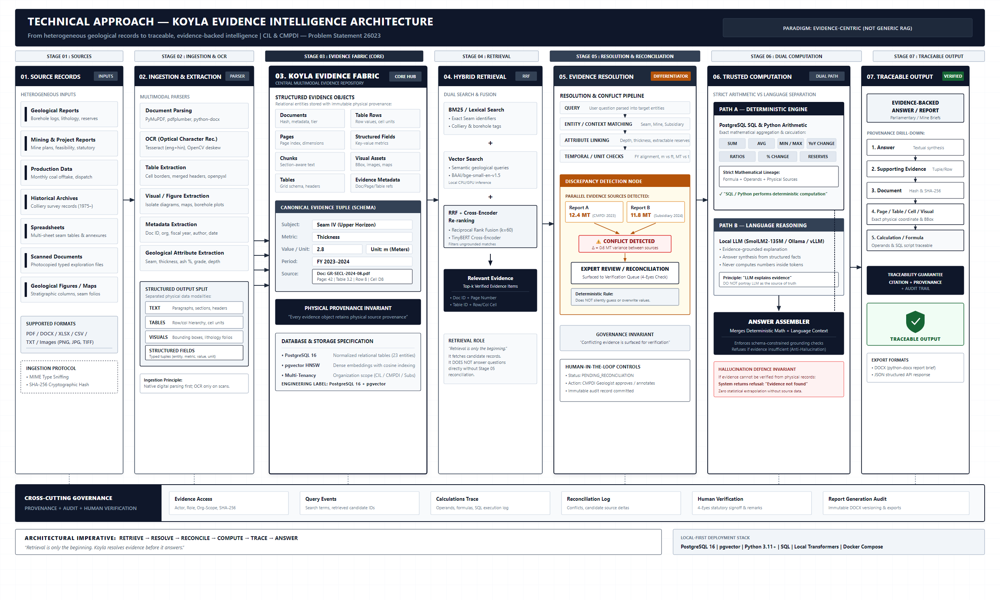 TECHNICAL APPROACH — KOYLA EVIDENCE INTELLIGENCE ARCHITECTURE
From heterogeneous geological records to traceable, evidence-backed intelligence | CIL & CMPDI — Problem Statement 26023
PARADIGM: EVIDENCE-CENTRIC (NOT GENERIC RAG)
STAGE 01 : SOURCES
STAGE 02 : INGESTION & OCR
STAGE 03 : EVIDENCE FABRIC (CORE)
STAGE 04 : RETRIEVAL
STAGE 05 : RESOLUTION & RECONCILIATION
STAGE 06 : DUAL COMPUTATION
STAGE 07 : TRACEABLE OUTPUT
01. SOURCE RECORDS
INPUTS
HETEROGENEOUS INPUTS
Geological Reports
Borehole logs, lithology, reserves
Mining & Project Reports
Mine plans, feasibility, statutory
Production Data
Monthly coal offtake, dispatch
Historical Archives
Colliery survey records (1975–)
Spreadsheets
Multi-sheet seam tables & annexures
Scanned Documents
Photocopied typed exploration files
Geological Figures / Maps
Stratigraphic columns, seam folios
SUPPORTED FORMATS
PDF / DOCX / XLSX / CSV /
TXT / Images (PNG, JPG, TIFF)
INGESTION PROTOCOL
• MIME Type Sniffing
• SHA-256 Cryptographic Hash
02. INGESTION & EXTRACTION
PARSER
MULTIMODAL PARSERS
Document Parsing
PyMuPDF, pdfplumber, python-docx
OCR (Optical Character Rec.)
Tesseract (eng+hin), OpenCV deskew
Table Extraction
Cell borders, merged headers, openpyxl
Visual / Figure Extraction
Isolate diagrams, maps, borehole plots
Metadata Extraction
Doc ID, org, fiscal year, author, date
Geological Attribute Extraction
Seam, thickness, ash %, grade, depth
STRUCTURED OUTPUT SPLIT
Separated physical data modalities:
TEXT Paragraphs, sections, headers
TABLES Row/col hierarchy, cell units
VISUALS Bounding boxes, lithology folios
STRUCTURED FIELDS
Typed tuples (entity, metric, value, unit)
Ingestion Principle:
Native digital parsing first; OCR only on scans.
03. KOYLA EVIDENCE FABRIC
CENTRAL MULTIMODAL EVIDENCE REPOSITORY
CORE HUB
STRUCTURED EVIDENCE OBJECTS
Relational entities stored with immutable physical provenance:
Documents
Hash, metadata, tier
Table Rows
Row values, cell units
Pages
Page index, dimensions
Structured Fields
Key-value metrics
Chunks
Section-aware text
Visual Assets
BBox, images, maps
Tables
Grid schema, headers
Evidence Metadata
Doc/Page/Table refs
CANONICAL EVIDENCE TUPLE (SCHEMA)
Subject: Seam IV (Upper Horizon)
Metric: Thickness
Value / Unit: 2.8 Unit: m (Meters)
Period: FY 2023–2024
Source: Doc: GR-SECL-2024-08.pdf
Page: 42 | Table 3.2 | Row 8 | Cell D8
PHYSICAL PROVENANCE INVARIANT
“Every evidence object retains physical source provenance”
DATABASE & STORAGE SPECIFICATION
• PostgreSQL 16 Normalized relational tables (23 entities)
• pgvector HNSW Dense embeddings with cosine indexing
• Multi-Tenancy Organization scope (CIL / CMPDI / Subs)
ENGINEERING LABEL: PostgreSQL 16 + pgvector
04. HYBRID RETRIEVAL
RRF
DUAL SEARCH & FUSION
BM25 / Lexical Search
• Exact Seam identifiers
• Colliery & borehole tags
+
Vector Search
• Semantic geological queries
• BAAI/bge-small-en-v1.5
Local CPU/GPU inference
+
RRF + Cross-Encoder
Re-ranking
• Reciprocal Rank Fusion (k=60)
• TinyBERT Cross-Encoder
Filters ungrounded matches
Relevant Evidence
Top-k Verified Evidence Items
• Doc ID + Page Number
• Table ID + Row/Col Cell
RETRIEVAL ROLE
“Retrieval is only the beginning.”
It fetches candidate records.
It DOES NOT answer questions
directly without Stage 05
reconciliation.
05. EVIDENCE RESOLUTION
DIFFERENTIATOR
RESOLUTION & CONFLICT PIPELINE
QUERY User question parsed into target entities
ENTITY / CONTEXT MATCHING Seam, Mine, Subsidiary
ATTRIBUTE LINKING Depth, thickness, extractable reserves
TEMPORAL / UNIT CHECKS FY alignment, m vs ft, MT vs t
DISCREPANCY DETECTION NODE
PARALLEL EVIDENCE SOURCES DETECTED:
Report A
12.4 MT (CMPDI 2023)
Report B
11.8 MT (Subsidiary 2024)
⚠ CONFLICT DETECTED
Δ = 0.6 MT variance between sources
EXPERT REVIEW / RECONCILIATION
Surfaced to Verification Queue (4-Eyes Check)
Deterministic Rule:
Does NOT silently guess or overwrite values.
GOVERNANCE INVARIANT
“Conflicting evidence is surfaced for verification”
HUMAN-IN-THE-LOOP CONTROLS
• Status: PENDING_RECONCILIATION
• Action: CMPDI Geologist approves / annotates
• Immutable audit record committed
06. TRUSTED COMPUTATION
DUAL PATH
STRICT ARITHMETIC VS LANGUAGE SEPARATION
PATH A — DETERMINISTIC ENGINE
PostgreSQL SQL & Python Arithmetic
Exact mathematical aggregation & calculation:
SUM AVG MIN / MAX YoY CHANGE
RATIOS % CHANGE RESERVES
Strict Mathematical Lineage:
Formula + Operands + Physical Sources
✓ “SQL / Python performs deterministic computation”
PATH B — LANGUAGE REASONING
Local LLM (SmolLM2-135M / Ollama / vLLM)
• Evidence-grounded explanation
• Answer synthesis from structured facts
• Never computes numbers inside tokens
Principle: “LLM explains evidence”
DO NOT portray LLM as the source of truth
ANSWER ASSEMBLER
Merges Deterministic Math + Language Context
Enforces schema-constrained grounding checks
Refuses if evidence insufficient (Anti-Hallucination)
HALLUCINATION DEFENCE INVARIANT
If evidence cannot be verified from physical records:
System returns refusal: “Evidence not found”
Zero statistical extrapolation without source data.
07. TRACEABLE OUTPUT
VERIFIED
EVIDENCE-BACKED
ANSWER / REPORT
Parliamentary / Mine Briefs
PROVENANCE DRILL-DOWN:
1. Answer Textual synthesis
2. Supporting Evidence Tuple/Row
3. Document Hash & SHA-256
4. Page / Table / Cell / Visual
Exact physical coordinate & BBox
5. Calculation / Formula
Operands & SQL script traceable
TRACEABILITY GUARANTEE
CITATION + PROVENANCE
+ AUDIT TRAIL
TRACEABLE OUTPUT
EXPORT FORMATS
• DOCX (python-docx report brief)
• JSON structured API response
CROSS-CUTTING GOVERNANCE
PROVENANCE + AUDIT + HUMAN VERIFICATION
Evidence Access
Actor, Role, Org-Scope, SHA-256
Query Events
Search terms, retrieved candidate IDs
Calculations Trace
Operands, formulas, SQL execution log
Reconciliation Log
Conflicts, candidate source deltas
Human Verification
4-Eyes statutory signoff & remarks
Report Generation Audit
Immutable DOCX versioning & exports
ARCHITECTURAL IMPERATIVE: RETRIEVE → RESOLVE → RECONCILE → COMPUTE → TRACE → ANSWER
“Retrieval is only the beginning. Koyla resolves evidence before it answers.”
LOCAL-FIRST DEPLOYMENT STACK
PostgreSQL 16 | pgvector | Python 3.11+ | SQL | Local Transformers | Docker Compose